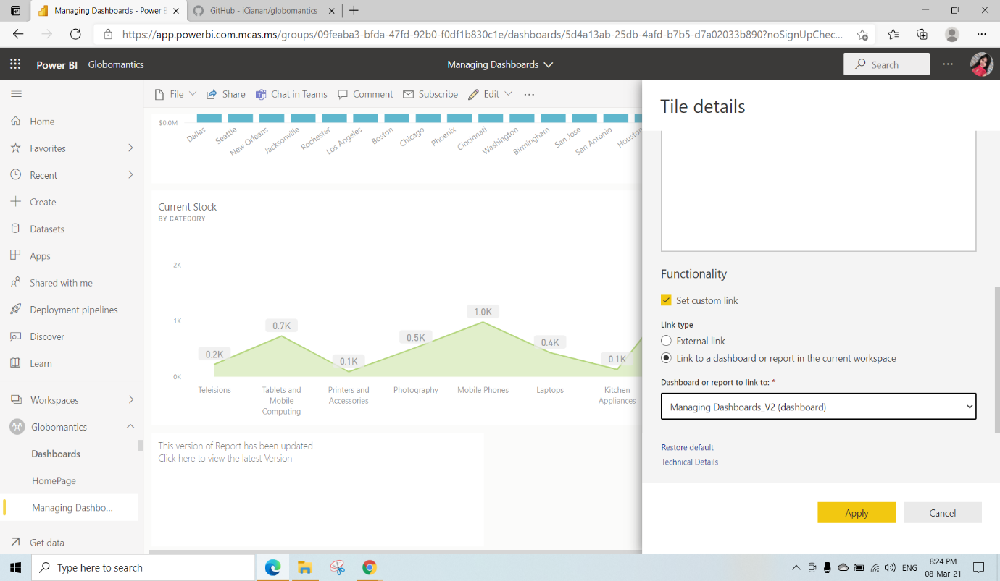 Managing Dashboards - Power B
GitHub - iCianan/globomantics
https://app.powerbi.com.mcas.ms/groups/09feaba3-bfda-47fd-92b0-f0df1b830c1e/dashboards/5d4a13ab-25db-4afd-b7b5-d7a02033b890?noSignUpChec...
Power BI Globomantics
Managing Dashboards
Search
File Share Chat in Teams Comment Subscribe Edit
Home
Favorites
Recent
Create
Datasets
Apps
Shared with me
Deployment pipelines
Discover
Learn
Workspaces
Globomantics
Dashboards
HomePage
Managing Dashbo...
Get data
$0.0M
Dallas
Seattle
New Orleans
Jacksonville
Rochester
Los Angeles
Boston
Chicago
Phoenix
Cincinnati
Washington
Birmingham
San Jose
San Antonio
Houston
Current Stock
BY CATEGORY
2K
1K
0K
0.2K
0.7K
0.1K
0.5K
1.0K
0.4K
0.1K
Teleisions
Tablets and
Mobile
Computing
Printers and
Accessories
Photography
Mobile Phones
Laptops
Kitchen
Appliances
This version of Report has been updated
Click here to view the latest Version
Tile details
Functionality
Set custom link
Link type
External link
Link to a dashboard or report in the current workspace
Dashboard or report to link to: *
Managing Dashboards_V2 (dashboard)
Restore default
Technical Details
Apply
Cancel
Type here to search
ENG
8:24 PM
08-Mar-21